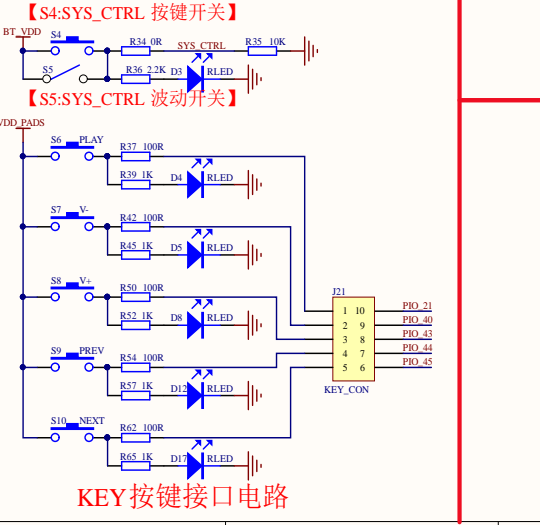 【S4:SYS_CTRL 按键开关】
BT_VDD
S4
R34 0R
SYS_CTRL
R35 10K
S5
R36 2.2K
D3
RLED
【S5:SYS_CTRL 波动开关】
VDD_PADS
S6 PLAY
R37 100R
R39 1K
D4
RLED
S7 V-
R42 100R
R45 1K
D5
RLED
S8 V+
R50 100R
R52 1K
D8
RLED
S9 PREV
R54 100R
R57 1K
D12
RLED
S10 NEXT
R62 100R
R65 1K
D17
RLED
J21
1 10 PIO_21
2 9 PIO_40
3 8 PIO_43
4 7 PIO_44
5 6 PIO_45
KEY_CON
KEY按键接口电路